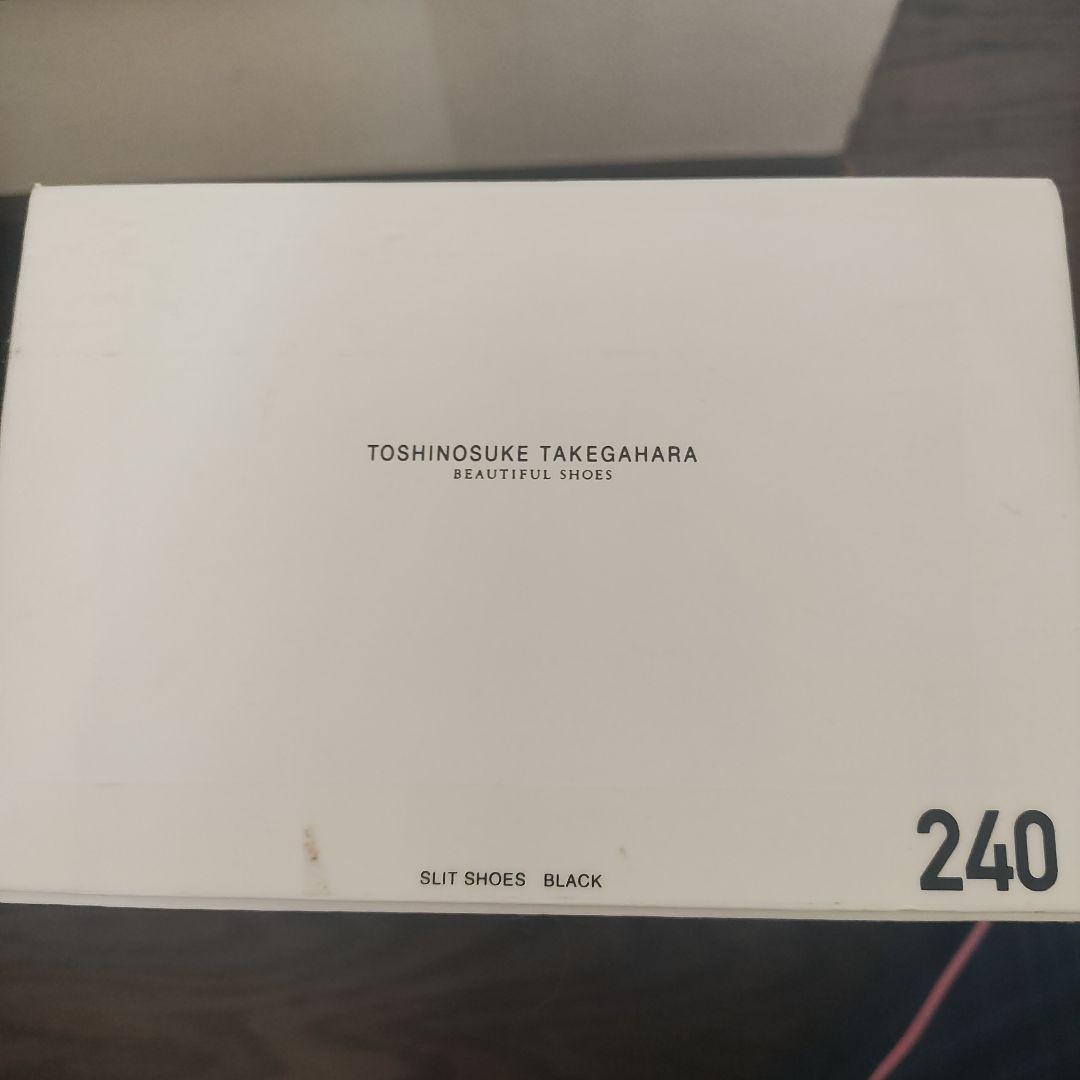 TOSHINOSUKE TAKEGAHARA
BEAUTIFUL SHOES
SLIT SHOES BLACK
240